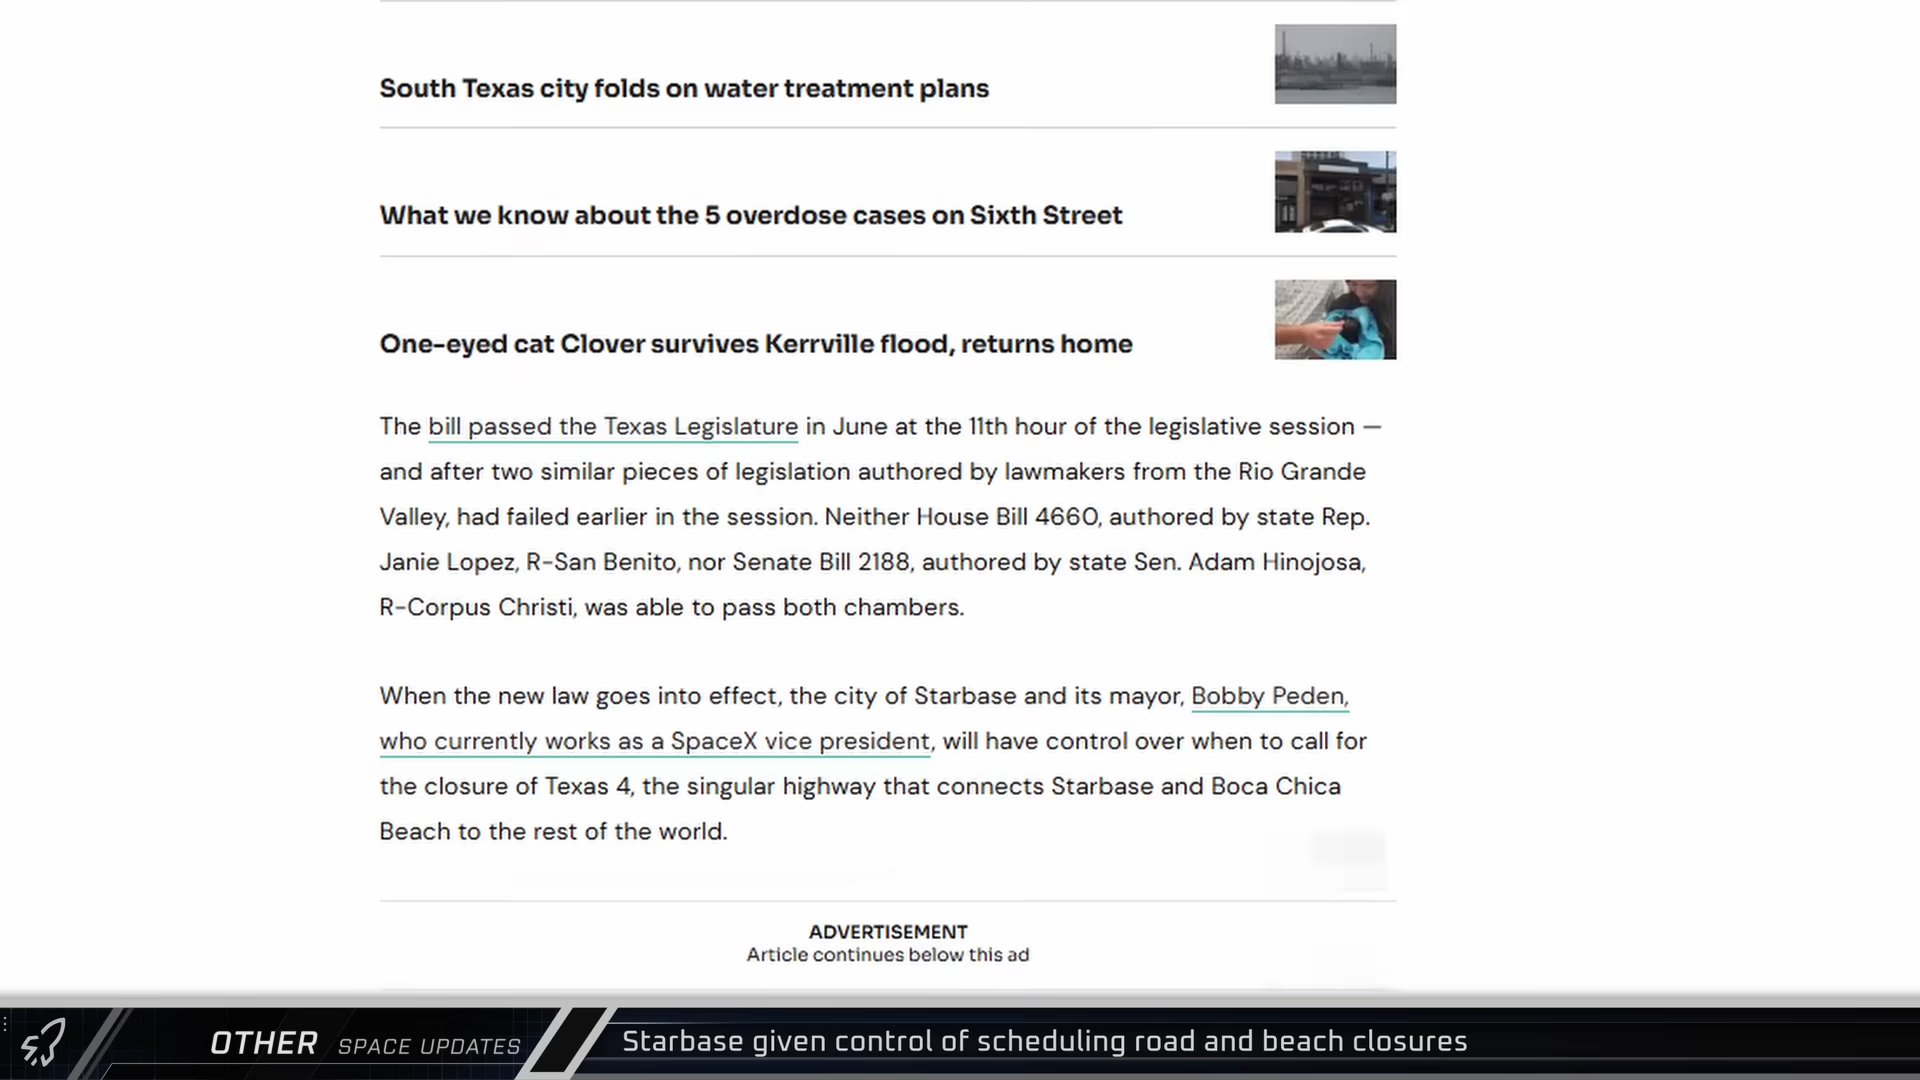 South Texas city folds on water treatment plans
What we know about the 5 overdose cases on Sixth Street
One-eyed cat Clover survives Kerrville flood, returns home
The bill passed the Texas Legislature in June at the 11th hour of the legislative session —
and after two similar pieces of legislation authored by lawmakers from the Rio Grande
Valley, had failed earlier in the session. Neither House Bill 4660, authored by state Rep.
Janie Lopez, R-San Benito, nor Senate Bill 2188, authored by state Sen. Adam Hinojosa,
R-Corpus Christi, was able to pass both chambers.
When the new law goes into effect, the city of Starbase and its mayor, Bobby Peden,
who currently works as a SpaceX vice president, will have control over when to call for
the closure of Texas 4, the singular highway that connects Starbase and Boca Chica
Beach to the rest of the world.
ADVERTISEMENT
Article continues below this ad
OTHER SPACE UPDATES
Starbase given control of scheduling road and beach closures